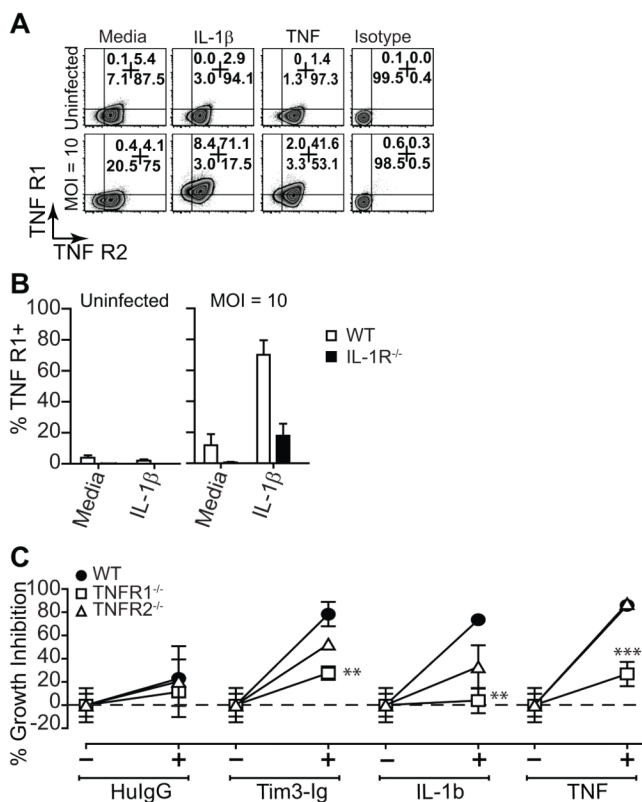 A
Media IL-1β TNF Isotype
Uninfected
0.1 5.4
7.1 87.5
0.0 2.9
3.0 94.1
0 1.4
1.3 97.3
0.1 0.0
99.5 0.4
MOI = 10
0.4 4.1
20.5 75
8.4 71.1
3.0 17.5
2.0 41.6
3.3 53.1
0.6 0.3
98.5 0.5
TNF R1
TNF R2
B
Uninfected MOI = 10
% TNF R1+
100
80
60
40
20
0
WT
IL-1R-/-
Media IL-1β Media IL-1β
C
WT
TNFR1-/-
TNFR2-/-
% Growth Inhibition
100
80
60
40
20
0
-20
**
**
***
– + – + – + – +
HuIgG Tim3-Ig IL-1b TNF